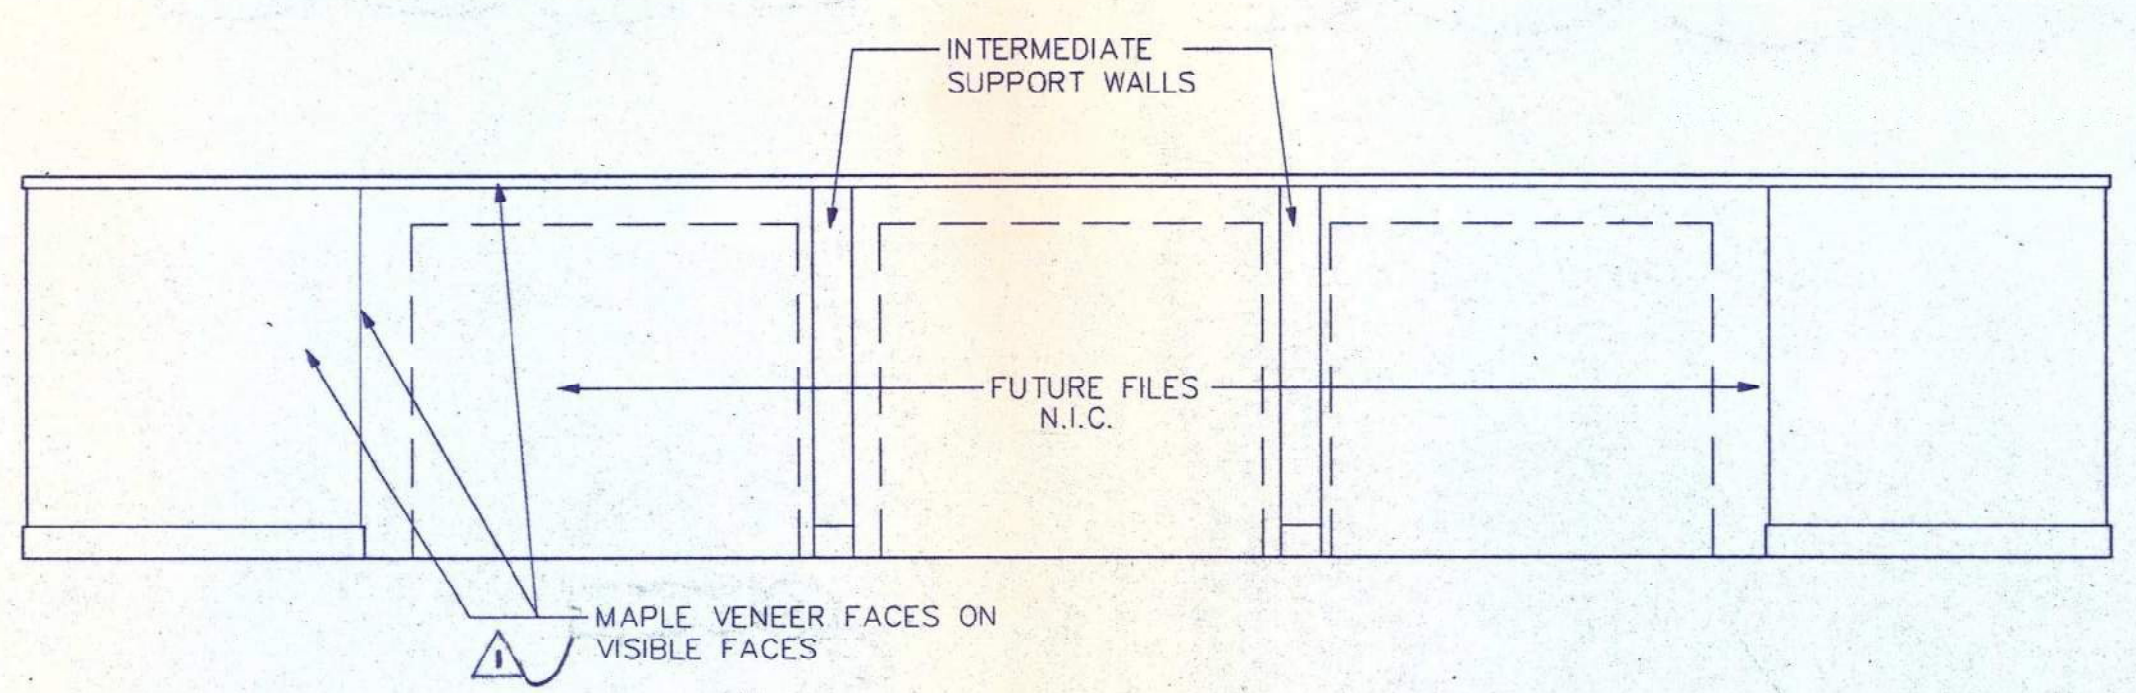 INTERMEDIATE
SUPPORT WALLS
FUTURE FILES
N.I.C.
MAPLE VENEER FACES ON
VISIBLE FACES
1